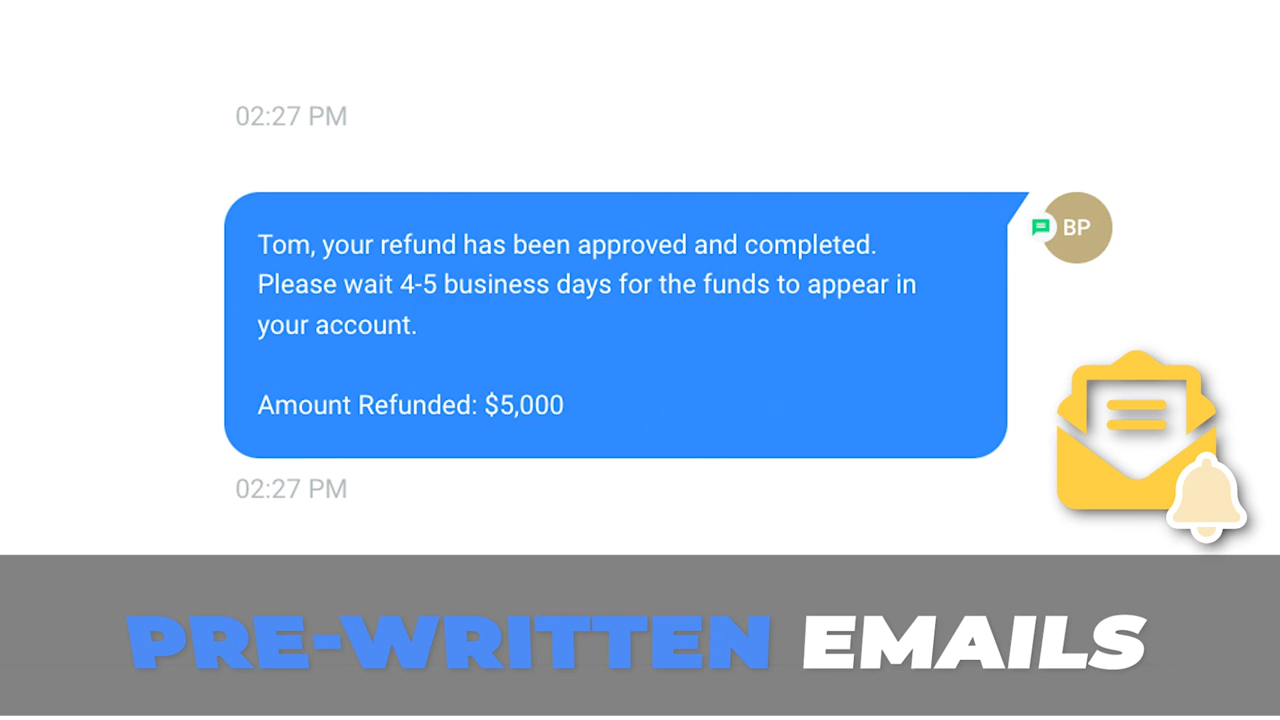 02:27 PM
Tom, your refund has been approved and completed.
BP
Please wait 4-5 business days for the funds to appear in
your account.
Amount Refunded: $5,000
02:27 PM
PRE-WRITTEN EMAILS